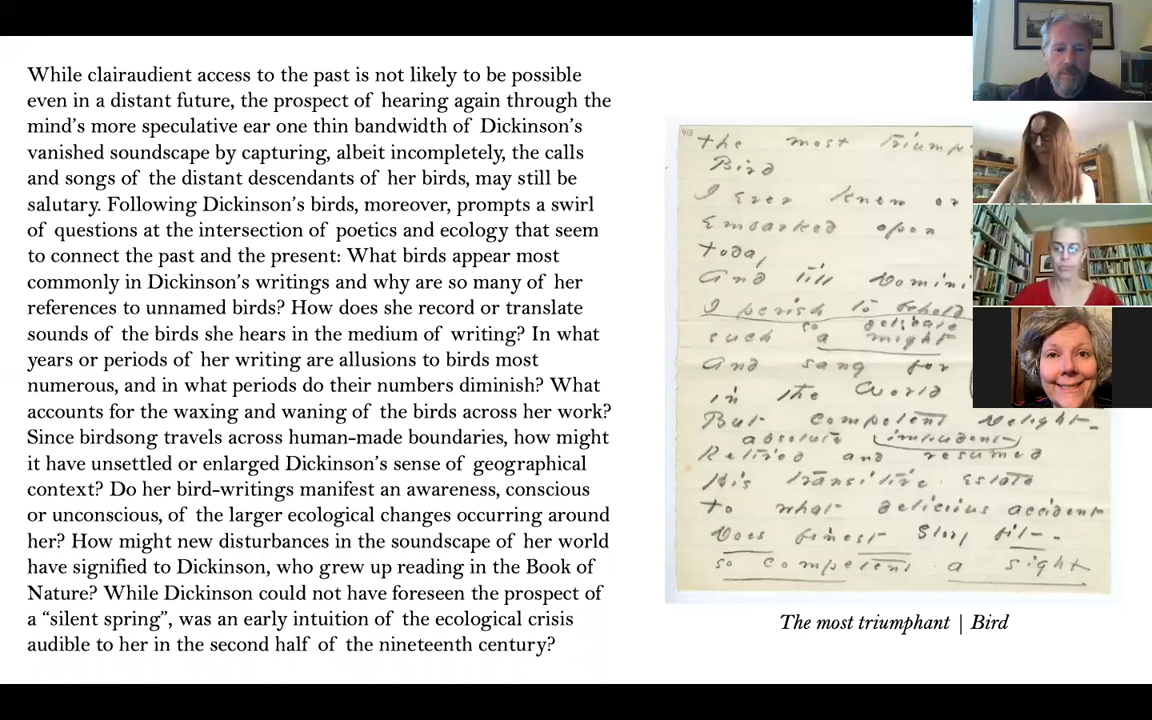 While clairaudient access to the past is not likely to be possible
even in a distant future, the prospect of hearing again through the
mind's more speculative ear one thin bandwidth of Dickinson's
vanished soundscape by capturing, albeit incompletely, the calls
and songs of the distant descendants of her birds, may still be
salutary. Following Dickinson's birds, moreover, prompts a swirl
of questions at the intersection of poetics and ecology that seem
to connect the past and the present: What birds appear most
commonly in Dickinson's writings and why are so many of her
references to unnamed birds? How does she record or translate
sounds of the birds she hears in the medium of writing? In what
years or periods of her writing are allusions to birds most
numerous, and in what periods do their numbers diminish? What
accounts for the waxing and waning of the birds across her work?
Since birdsong travels across human-made boundaries, how might
it have unsettled or enlarged Dickinson's sense of geographical
context? Do her bird-writings manifest an awareness, conscious
or unconscious, of the larger ecological changes occurring around
her? How might new disturbances in the soundscape of her world
have signified to Dickinson, who grew up reading in the Book of
Nature? While Dickinson could not have foreseen the prospect of
a “silent spring”, was an early intuition of the ecological crisis
audible to her in the second half of the nineteenth century?
the most Triump
Bird
I Ever knew or
Embarked opon
today
And till Domini
I perish to behold
so delicate
such a might
And sang for
in the World
But competent Delight-
absolute impudent
Retired and resumed
His transitive Estate
To what delicious accident
Does finest Glory fit--
so competent a sight
The most triumphant | Bird